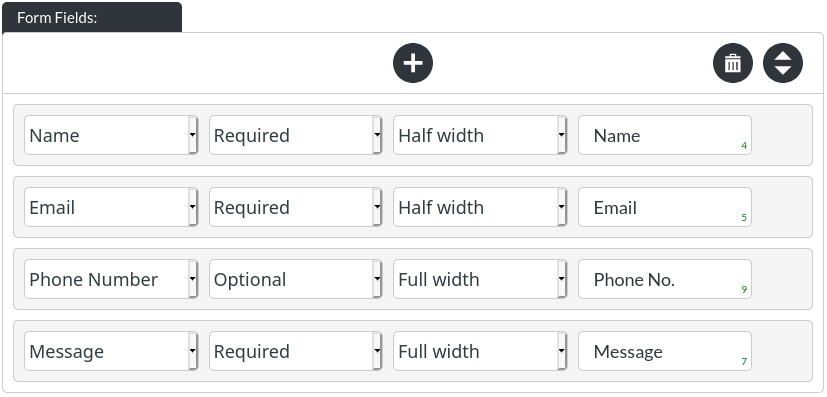 Form Fields:
Name Required Half width Name 4
Email Required Half width Email 5
Phone Number Optional Full width Phone No. 9
Message Required Full width Message 7